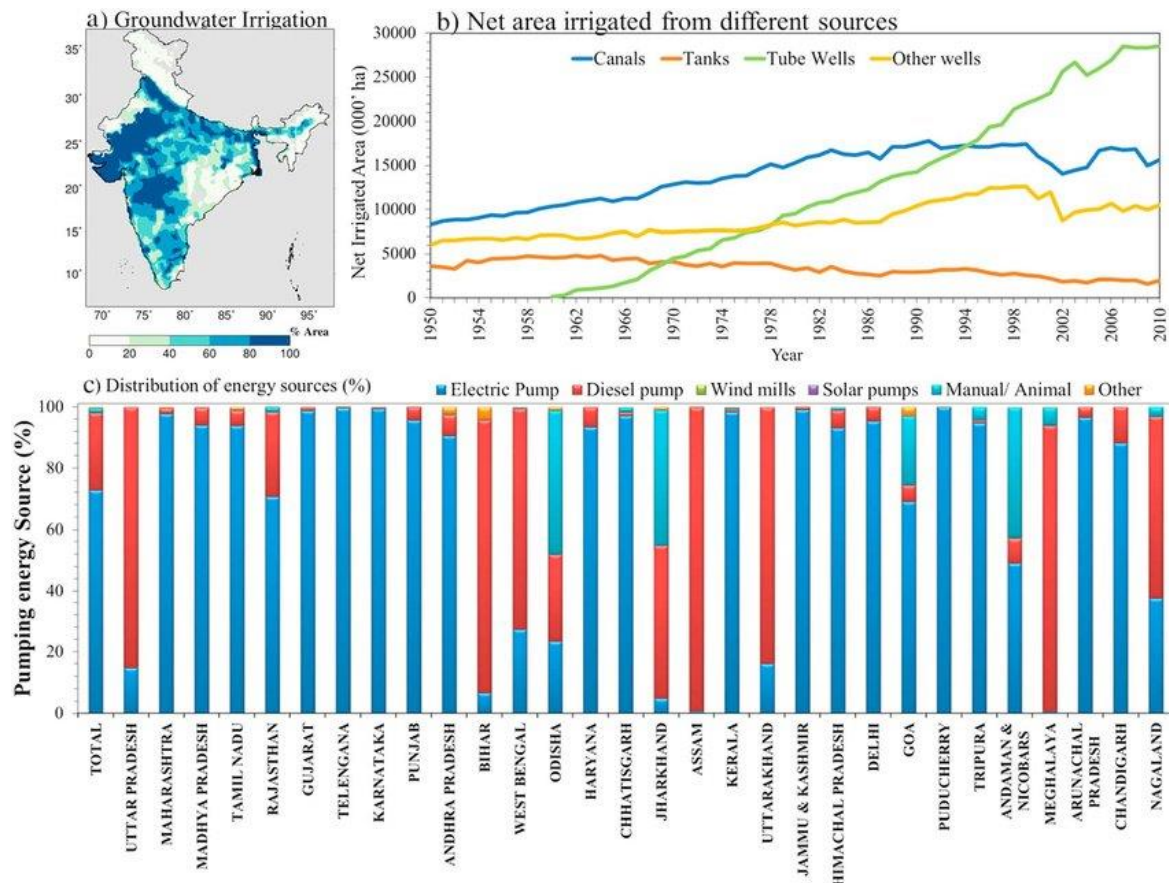 a) Groundwater Irrigation
35˚
30˚
25˚
20˚
15˚
10˚
70˚ 75˚ 80˚ 85˚ 90˚ 95˚
% Area
0 20 40 60 80 100
b) Net area irrigated from different sources
Canals Tanks Tube Wells Other wells
Net Irrigated Area (000' ha)
30000
25000
20000
15000
10000
5000
0
1950 1954 1958 1962 1966 1970 1974 1978 1982 1986 1990 1994 1998 2002 2006 2010
Year
c) Distribution of energy sources (%)
Electric Pump Diesel pump Wind mills Solar pumps Manual/ Animal Other
Pumping energy Source (%)
100
80
60
40
20
0
TOTAL
UTTAR PRADESH
MAHARASHTRA
MADHYA PRADESH
TAMIL NADU
RAJASTHAN
GUJARAT
TELENGANA
KARNATAKA
PUNJAB
ANDHRA PRADESH
BIHAR
WEST BENGAL
ODISHA
HARYANA
CHHATISGARH
JHARKHAND
ASSAM
KERALA
UTTARAKHAND
JAMMU & KASHMIR
HIMACHAL PRADESH
DELHI
GOA
PUDUCHERRY
TRIPURA
ANDAMAN &
NICOBARS
MEGHALAYA
ARUNACHAL
PRADESH
CHANDIGARH
NAGALAND